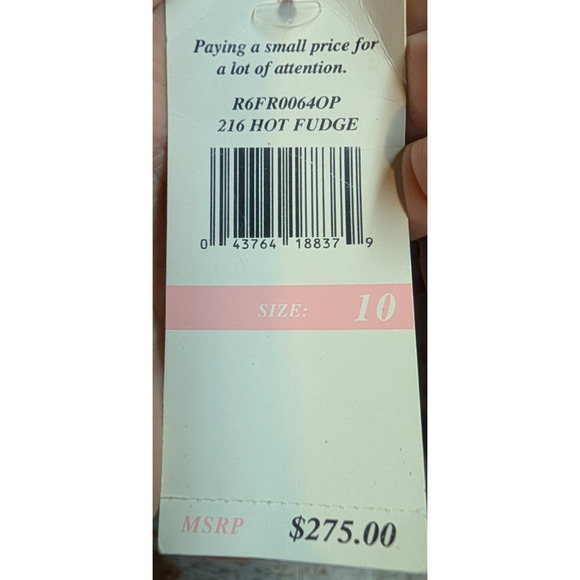 Paying a small price for
a lot of attention.
R6FR0064OP
216 HOT FUDGE
0 43764 18837 9
SIZE: 10
MSRP $275.00